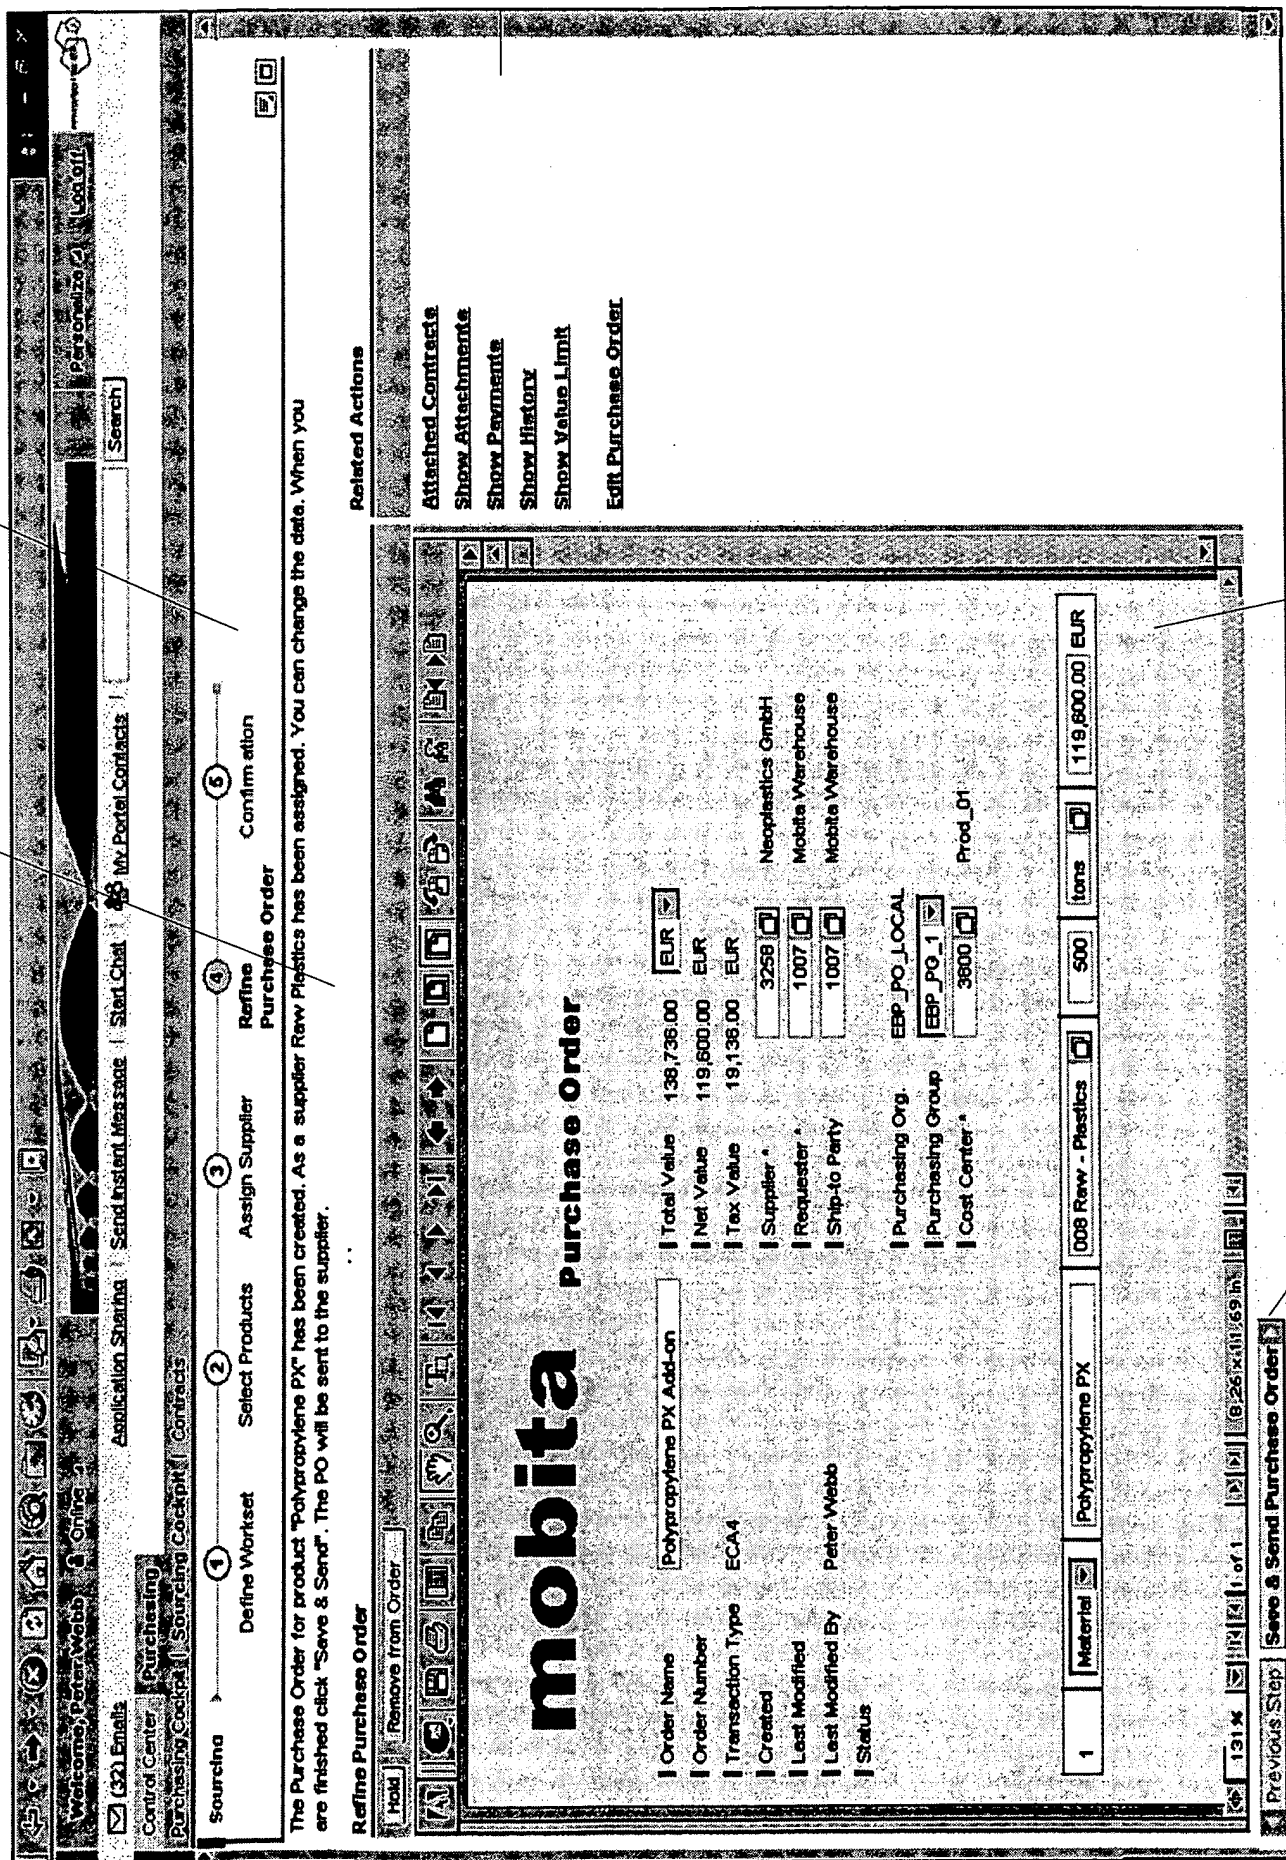 Welcome, Peter Webb Online
Personalize Log off
(32) Emails
Application Sharing | Send Instant Message | Start Chat | My Portal Contacts | Search
Control Center Purchasing
Purchasing Cockpit | Sourcing Cockpit | Contracts
Sourcing
1 2 3 4 5
Define Workset Select Products Assign Supplier Refine Confirmation
Purchase Order
The Purchase Order for product "Polypropylene PX" has been created. As a supplier Raw Plastics has been assigned. You can change the data. When you
are finished click "Save & Send". The PO will be sent to the supplier.
Refine Purchase Order
Related Actions
Hold Remove from Order
Attached Contracts
Show Attachments
Show Payments
Show History
Show Value Limit
Edit Purchase Order
mobita Purchase Order
Order Name Polypropylene PX Add-on
Order Number
Transaction Type ECA4
Created
Last Modified
Last Modified By Peter Webb
Status
Total Value 138,736.00 EUR
Net Value 119,600.00 EUR
Tax Value 19,136.00 EUR
Supplier * 3258 Neoplastics GmbH
Requester * 1007 Mobita Warehouse
Ship-to Party 1007 Mobita Warehouse
Purchasing Org. EBP_PO_LOCAL
Purchasing Group EBP_PG_1
Cost Center * 3800 Prod_01
1 Material Polypropylene PX 008 Raw - Plastics 500 tons 119,600.00 EUR
131% 1 of 1 8.26 x 11.69 in
Previous Step Save & Send Purchase Order